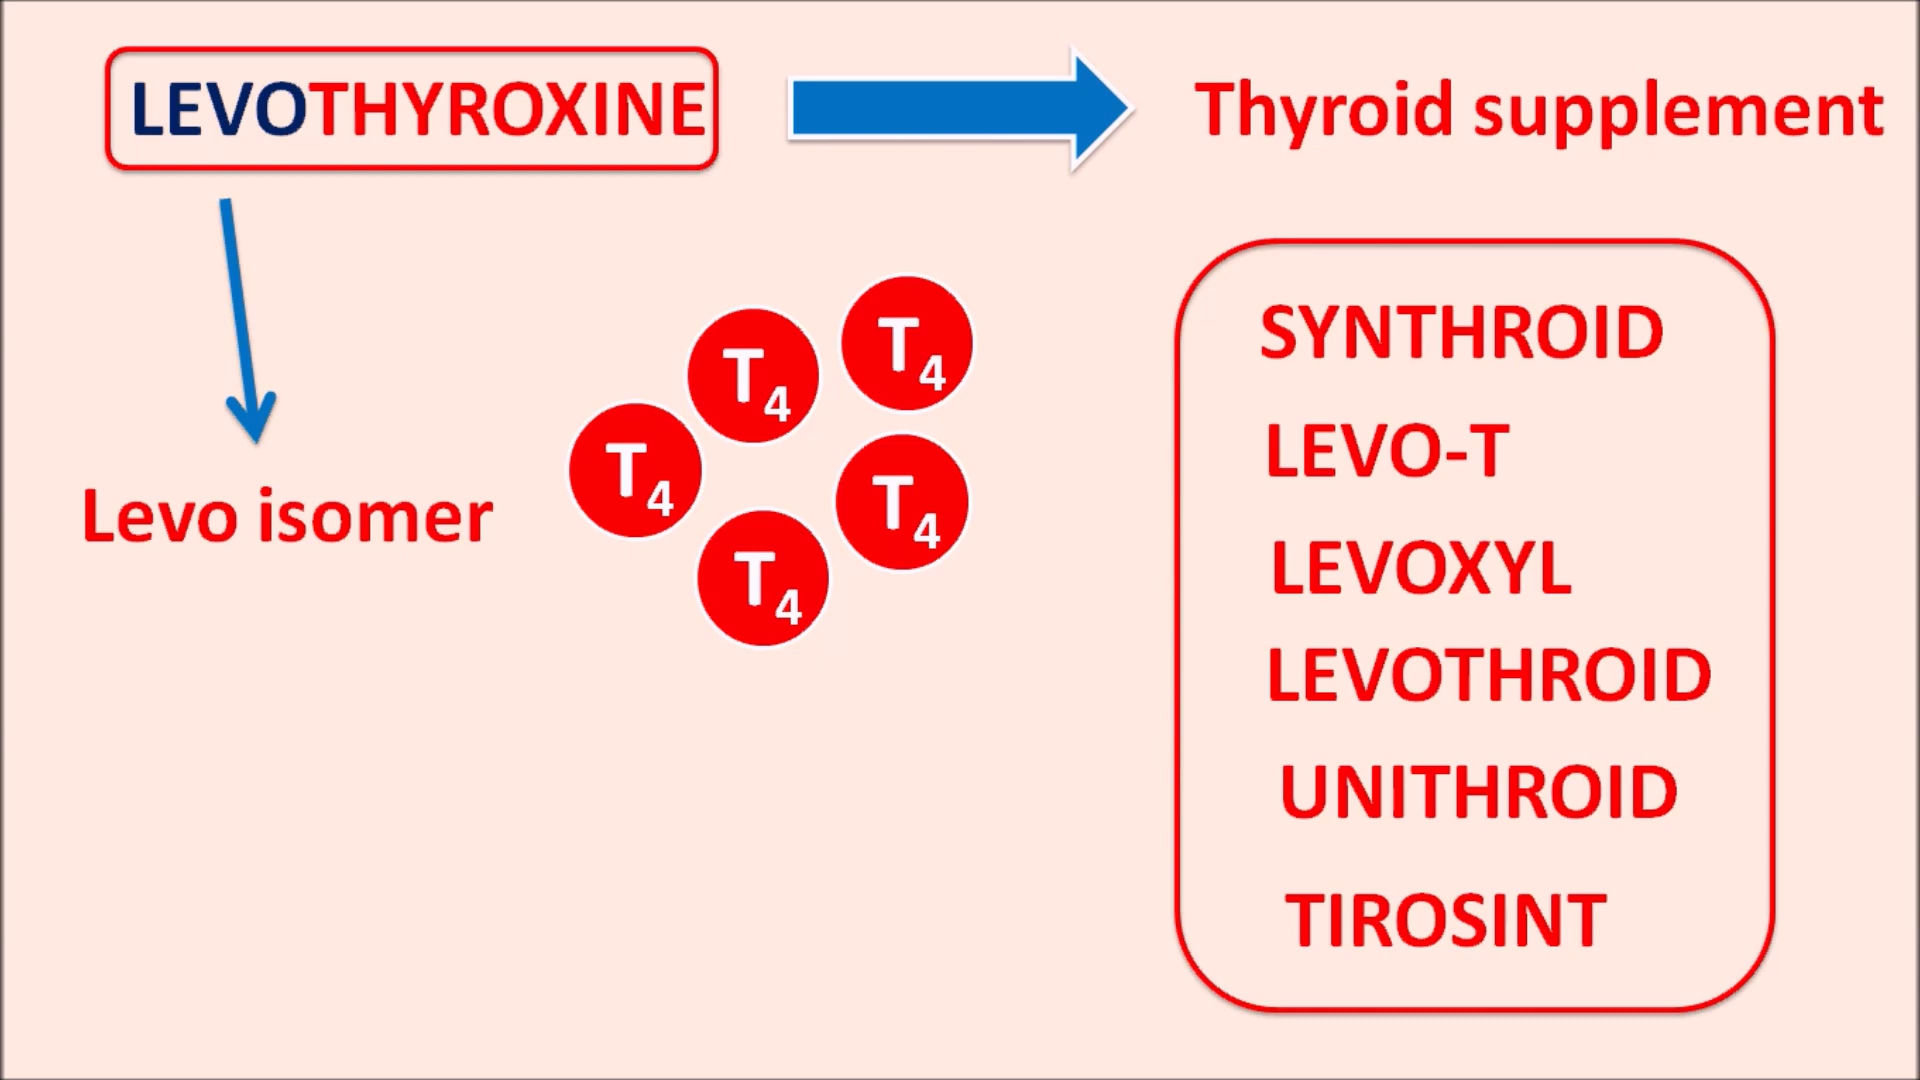 LEVOTHYROXINE
Thyroid supplement
Levo isomer
T4
T4
T4
T4
T4
SYNTHROID
LEVO-T
LEVOXYL
LEVOTHROID
UNITHROID
TIROSINT